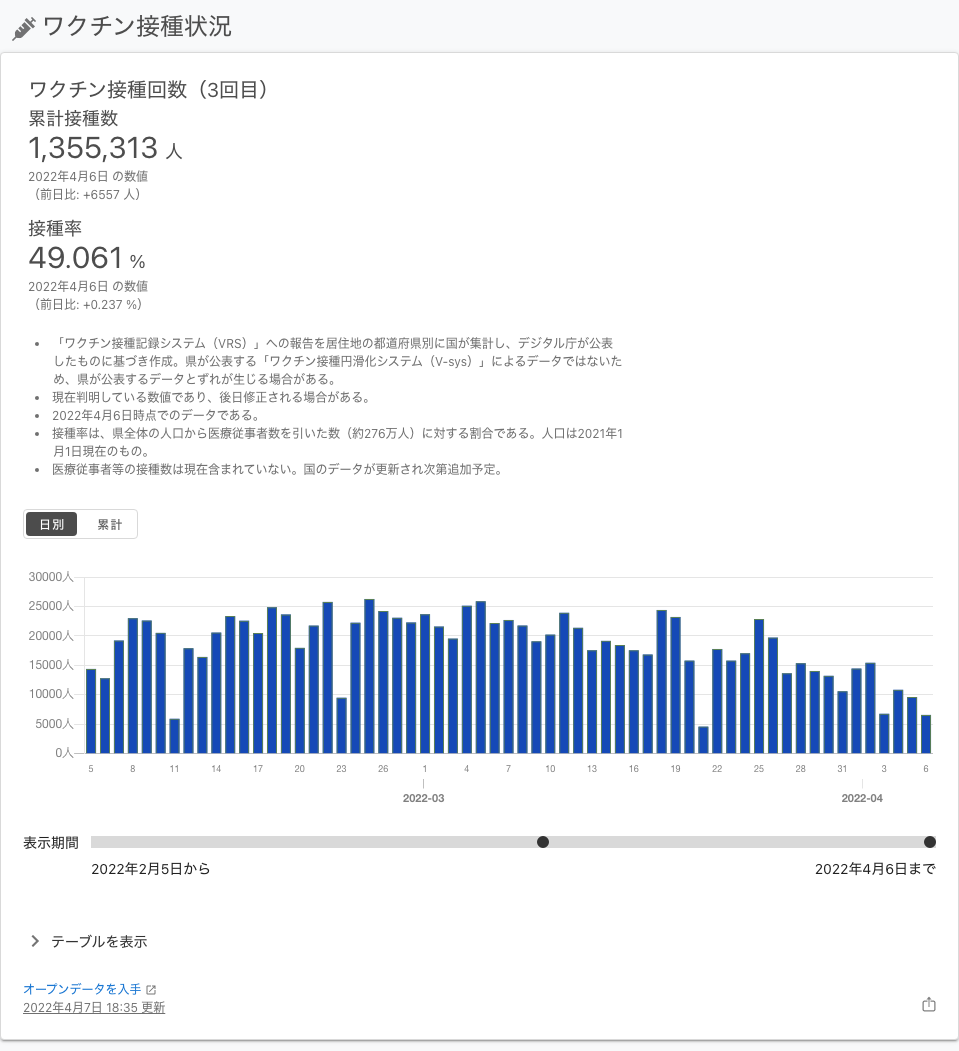 ワクチン接種状況
ワクチン接種回数（3回目）
累計接種数
1,355,313 人
2022年4月6日 の数値
（前日比: +6557 人）
接種率
49.061 %
2022年4月6日 の数値
（前日比: +0.237 %）
• 「ワクチン接種記録システム（VRS）」への報告を居住地の都道府県別に国が集計し、デジタル庁が公表
したものに基づき作成。県が公表する「ワクチン接種円滑化システム（V-sys）」によるデータではないた
め、県が公表するデータとずれが生じる場合がある。
• 現在判明している数値であり、後日修正される場合がある。
• 2022年4月6日時点でのデータである。
• 接種率は、県全体の人口から医療従事者数を引いた数（約276万人）に対する割合である。人口は2021年1
月1日現在のもの。
• 医療従事者等の接種数は現在含まれていない。国のデータが更新され次第追加予定。
日別 累計
30000人
25000人
20000人
15000人
10000人
5000人
0人
5 8 11 14 17 20 23 26 1 4 7 10 13 16 19 22 25 28 31 3 6
2022-03 2022-04
表示期間
2022年2月5日から 2022年4月6日まで
テーブルを表示
オープンデータを入手
2022年4月7日 18:35 更新